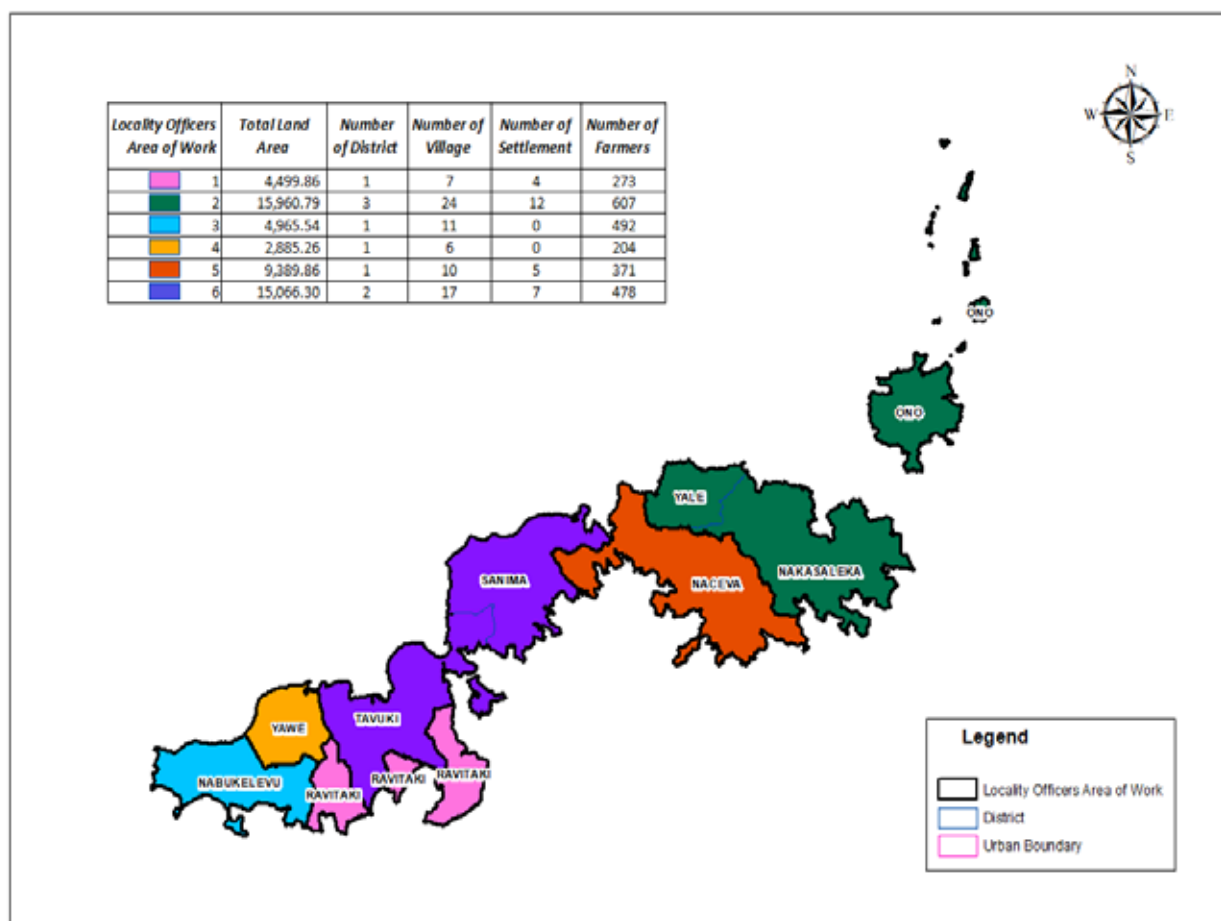 Locality Officers Area of Work Total Land Area Number of District Number of Village Number of Settlement Number of Farmers
1 4,499.86 1 7 4 273
2 15,960.79 3 24 12 607
3 4,965.54 1 11 0 492
4 2,885.26 1 6 0 204
5 9,389.86 1 10 5 371
6 15,066.30 2 17 7 478
N
W E
S
ONO
ONO
YALE
NAKASALEKA
SANIMA
NACEVA
TAVUKI
YAWE
NABUKELEVU
RAVITAKI
RAVITAKI
RAVITAKI
Legend
Locality Officers Area of Work
District
Urban Boundary